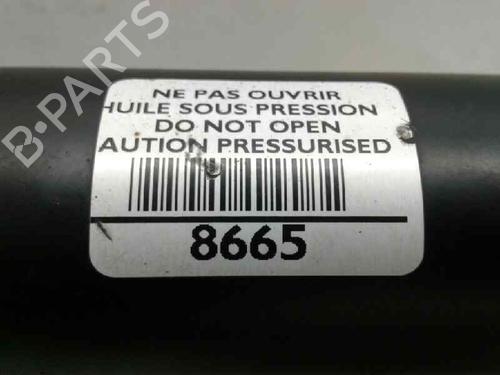 B-PARTS
NE PAS OUVRIR
HUILE SOUS PRESSION
DO NOT OPEN
AUTION PRESSURISED
8665